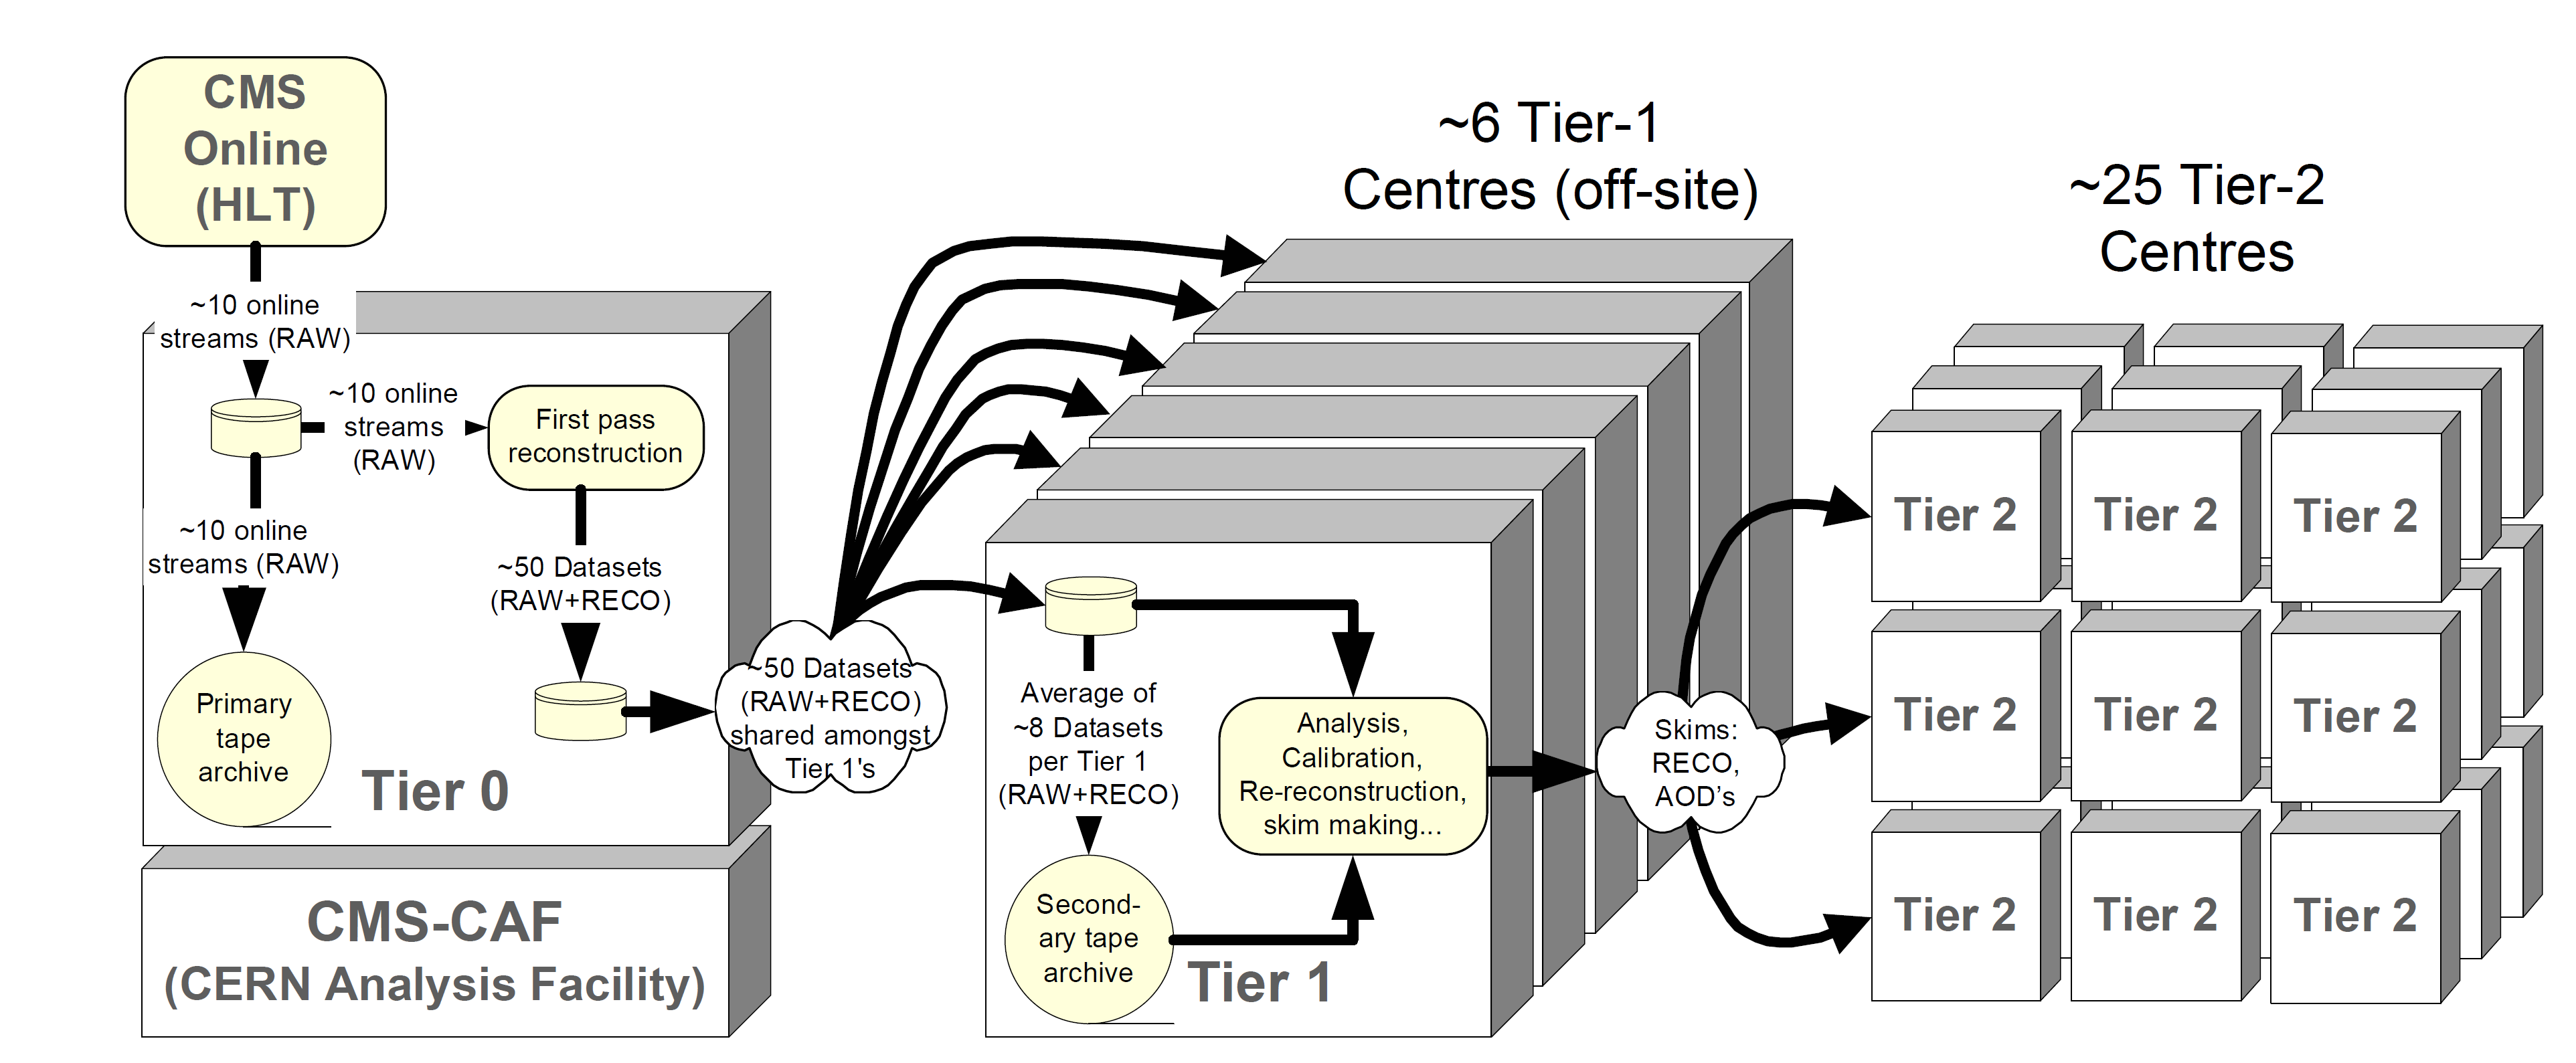 CMS
Online
(HLT)
~10 online
streams (RAW)
~10 online
streams
(RAW)
First pass
reconstruction
~10 online
streams (RAW)
~50 Datasets
(RAW+RECO)
Primary
tape
archive
Tier 0
CMS-CAF
(CERN Analysis Facility)
~50 Datasets
(RAW+RECO)
shared amongst
Tier 1's
~6 Tier-1
Centres (off-site)
Average of
~8 Datasets
per Tier 1
(RAW+RECO)
Second-
ary tape
archive
Analysis,
Calibration,
Re-reconstruction,
skim making...
Tier 1
Skims:
RECO,
AOD’s
~25 Tier-2
Centres
Tier 2
Tier 2
Tier 2
Tier 2
Tier 2
Tier 2
Tier 2
Tier 2
Tier 2